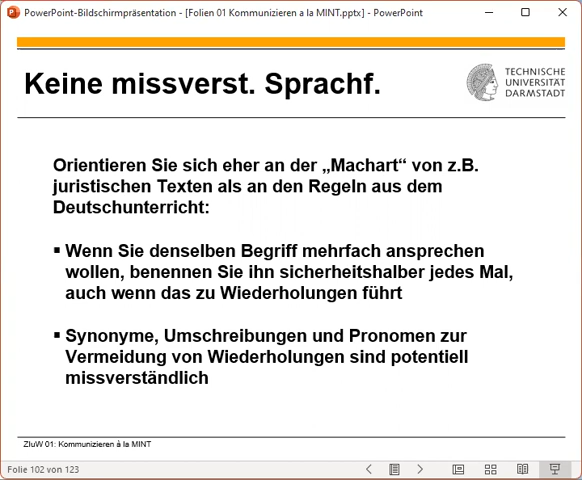 PowerPoint-Bildschirmpräsentation - [Folien 01 Kommunizieren a la MINT.pptx] - PowerPoint
Keine missverst. Sprachf.
TECHNISCHE
UNIVERSITÄT
DARMSTADT
Orientieren Sie sich eher an der „Machart“ von z.B.
juristischen Texten als an den Regeln aus dem
Deutschunterricht:
▪ Wenn Sie denselben Begriff mehrfach ansprechen
wollen, benennen Sie ihn sicherheitshalber jedes Mal,
auch wenn das zu Wiederholungen führt
▪ Synonyme, Umschreibungen und Pronomen zur
Vermeidung von Wiederholungen sind potentiell
missverständlich
ZIuW 01: Kommunizieren à la MINT
Folie 102 von 123